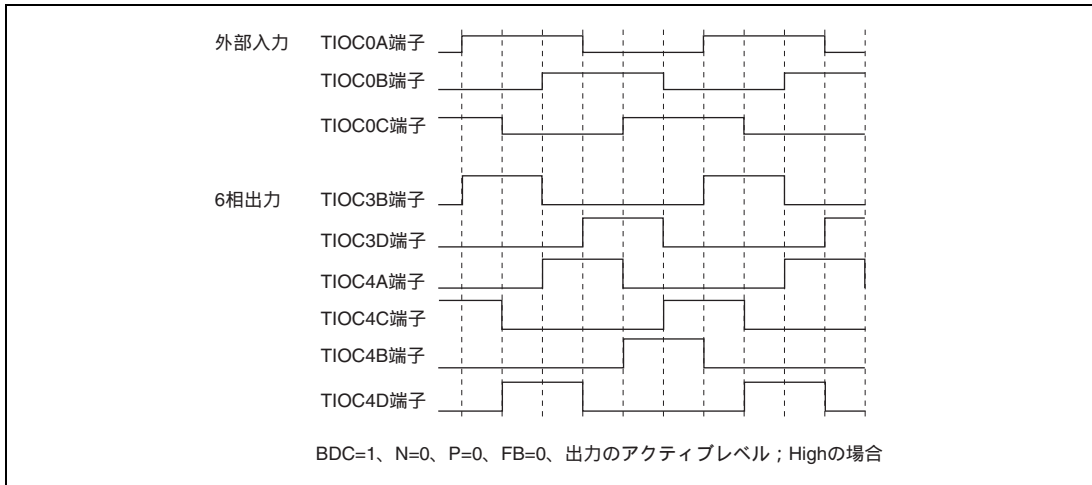 外部入力 TIOC0A端子
TIOC0B端子
TIOC0C端子
6相出力 TIOC3B端子
TIOC3D端子
TIOC4A端子
TIOC4C端子
TIOC4B端子
TIOC4D端子
BDC=1、N=0、P=0、FB=0、出力のアクティブレベル；Highの場合